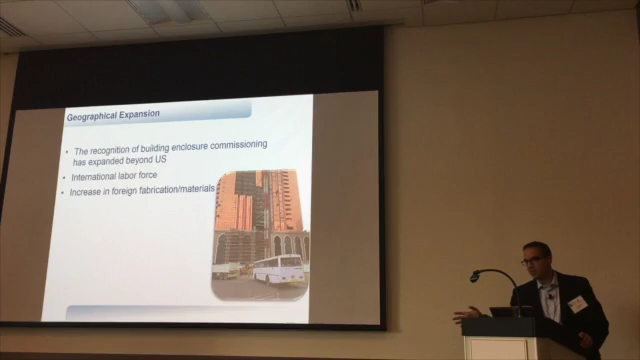 Geographical Expansion
• The recognition of building enclosure commissioning
has expanded beyond US
• International labor force
• Increase in foreign fabrication/materials